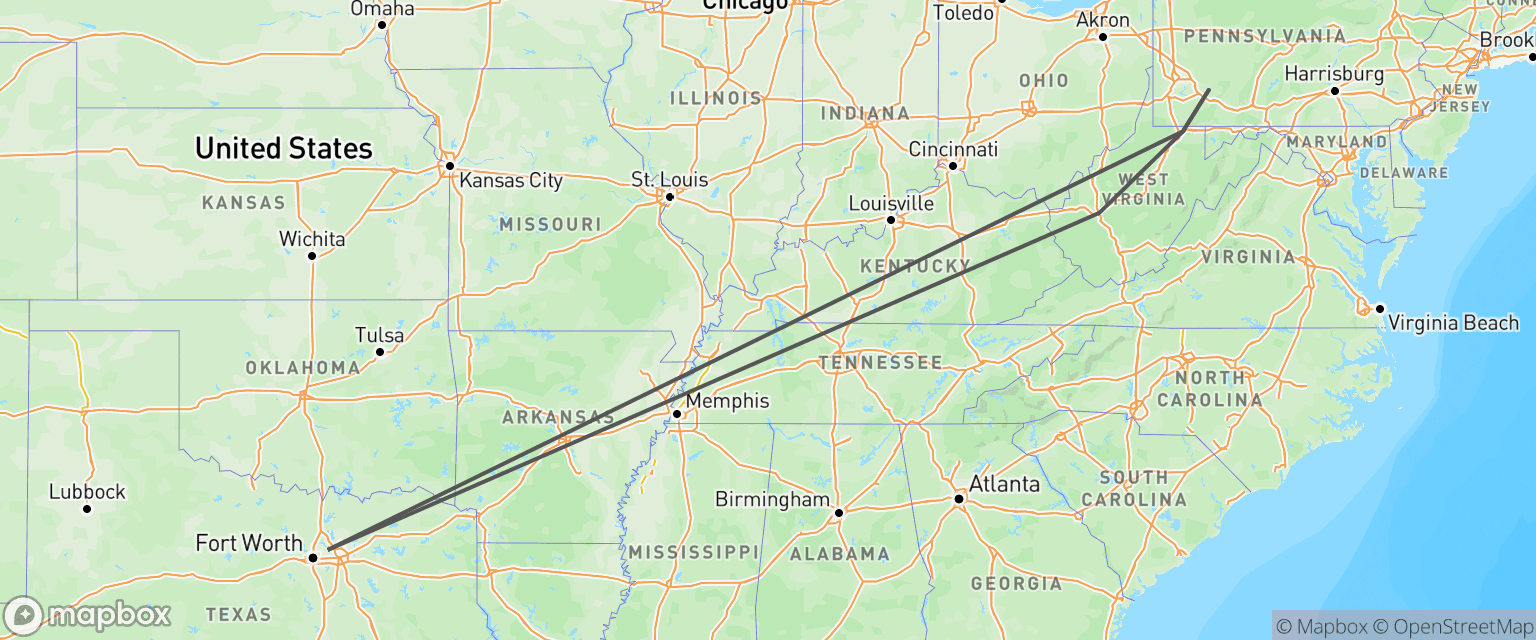 Omaha
Chicago
Toledo
Akron
PENNSYLVANIA
Brook
Harrisburg
NEW
JERSEY
OHIO
ILLINOIS
INDIANA
United States
Cincinnati
MARYLAND
DELAWARE
Kansas City
St. Louis
WEST
VIRGINIA
KANSAS
MISSOURI
Louisville
Wichita
KENTUCKY
VIRGINIA
Virginia Beach
Tulsa
OKLAHOMA
TENNESSEE
NORTH
CAROLINA
ARKANSAS
Memphis
Lubbock
Birmingham
Atlanta
SOUTH
CAROLINA
Fort Worth
MISSISSIPPI
ALABAMA
GEORGIA
TEXAS
mapbox
© Mapbox © OpenStreetMap